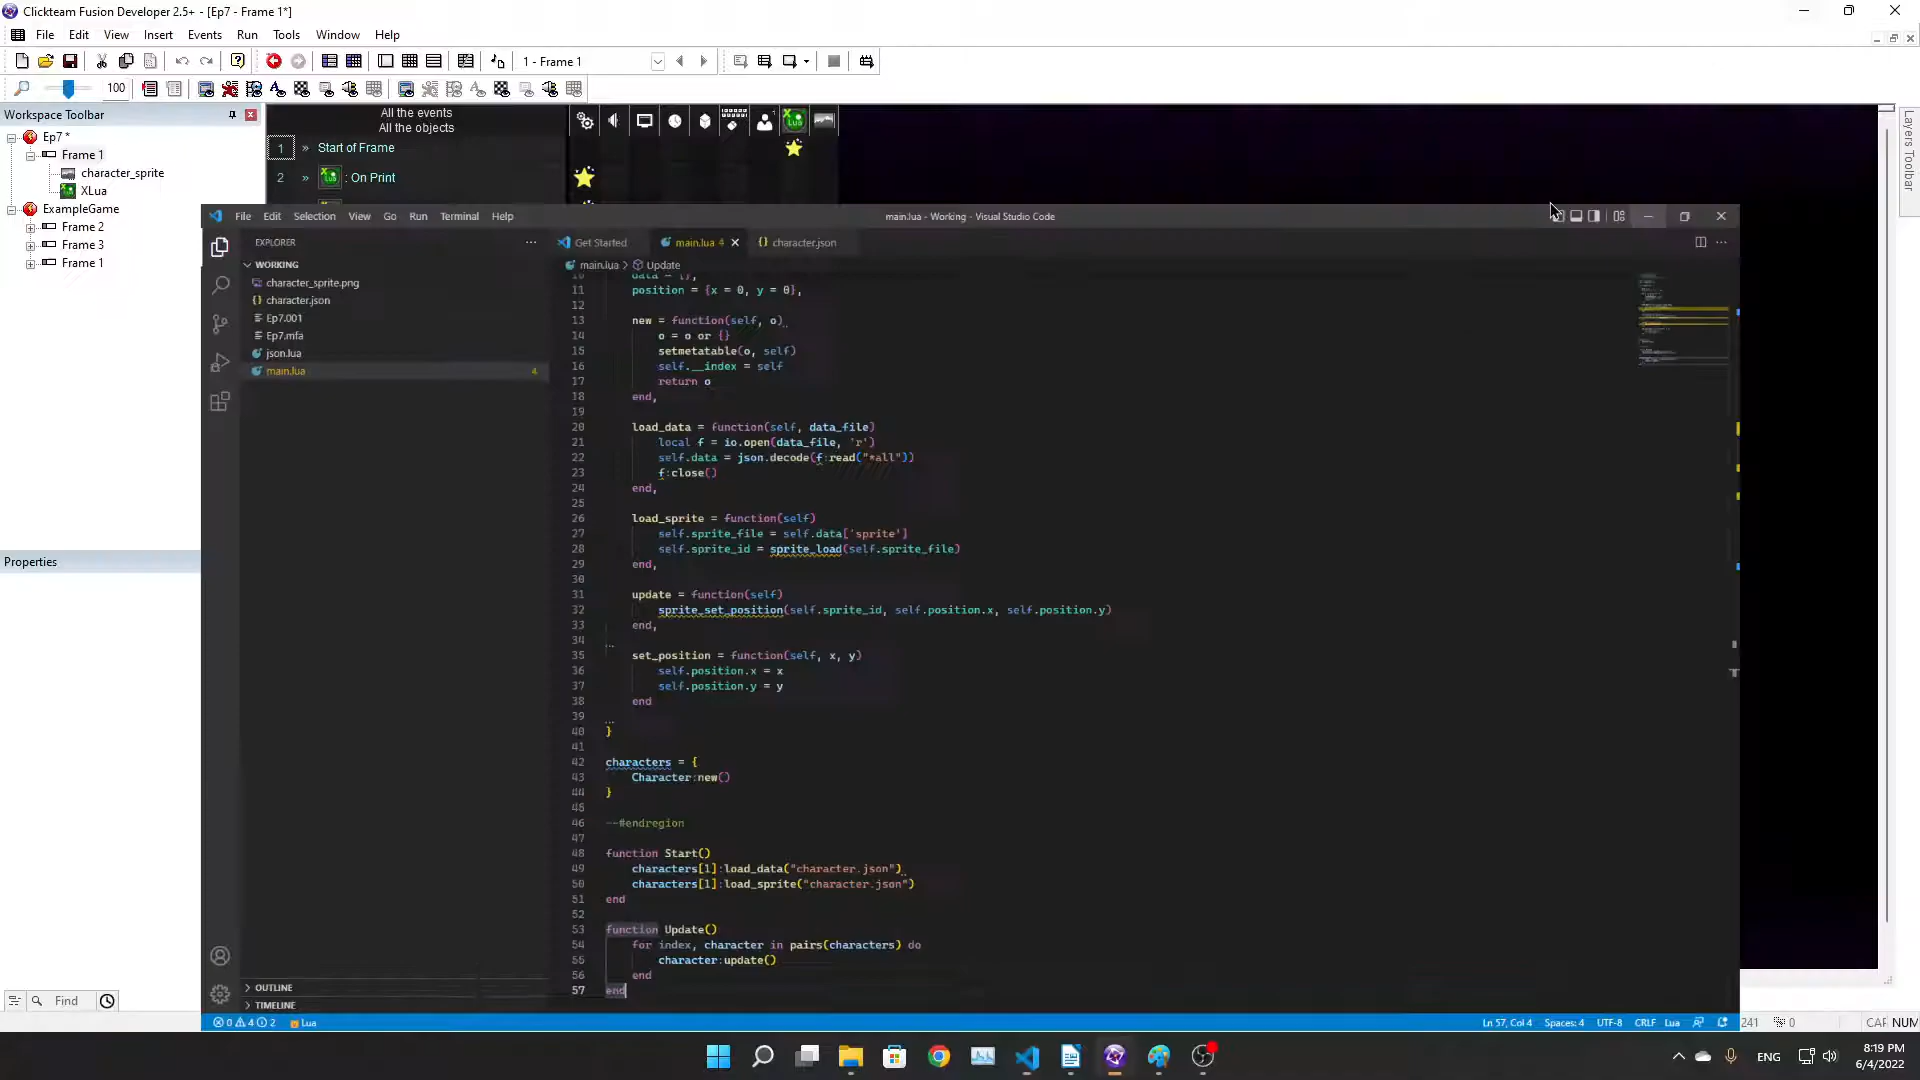 Clickteam Fusion Developer 2.5+ - [Ep7 - Frame 1*]
File Edit View Insert Events Run Tools Window Help
1 - Frame 1
100
Workspace Toolbar
Ep7 *
Frame 1
character_sprite
XLua
ExampleGame
Frame 2
Frame 3
Frame 1
All the events
All the objects
1 » Start of Frame
2 » : On Print
Layers Toolbar
Properties
Find
File Edit Selection View Go Run Terminal Help
main.lua - Working - Visual Studio Code
EXPLORER
Get Started
main.lua 4
{} character.json
WORKING
main.lua > Update
character_sprite.png
{} character.json
Ep7.001
Ep7.mfa
json.lua
main.lua 4
10 data = {},
11 position = {x = 0, y = 0},
12
13 new = function(self, o)
14 o = o or {}
15 setmetatable(o, self)
16 self.__index = self
17 return o
18 end,
19
20 load_data = function(self, data_file)
21 local f = io.open(data_file, 'r')
22 self.data = json.decode(f:read("*all"))
23 f:close()
24 end,
25
26 load_sprite = function(self)
27 self.sprite_file = self.data['sprite']
28 self.sprite_id = sprite_load(self.sprite_file)
29 end,
30
31 update = function(self)
32 sprite_set_position(self.sprite_id, self.position.x, self.position.y)
33 end,
34
35 set_position = function(self, x, y)
36 self.position.x = x
37 self.position.y = y
38 end
39
40 }
41
42 characters = {
43 Character:new()
44 }
45
46 --#endregion
47
48 function Start()
49 characters[1]:load_data("character.json")
50 characters[1]:load_sprite("character.json")
51 end
52
53 function Update()
54 for index, character in pairs(characters) do
55 character:update()
56 end
57 end
OUTLINE
TIMELINE
0 4 2 Lua
Ln 57, Col 4 Spaces: 4 UTF-8 CRLF Lua
241 0 CAP NUM
ENG
8:19 PM
6/4/2022